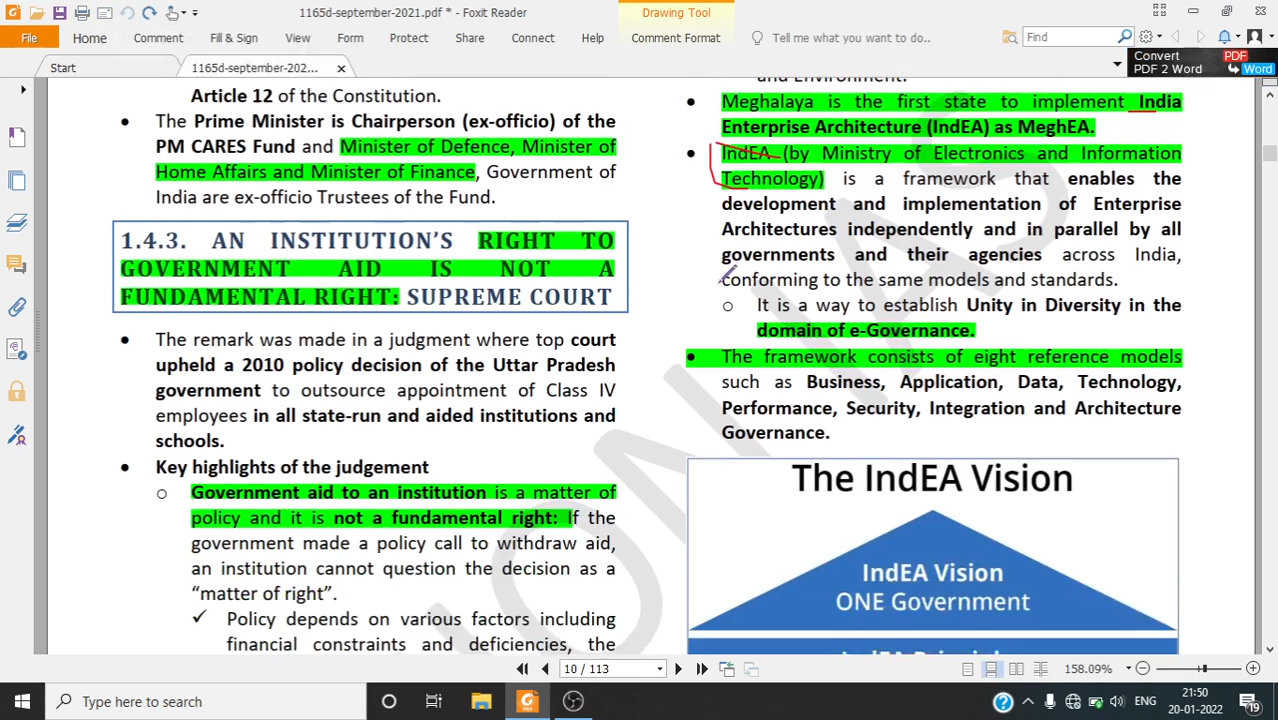 1165d-september-2021.pdf * - Foxit Reader
Drawing Tool
File
Home
Comment
Fill & Sign
View
Form
Protect
Share
Connect
Help
Comment Format
Tell me what you want to do..
Find
Start
1165d-september-202...
Convert
PDF 2 Word
PDF
Word
Article 12 of the Constitution.
• The Prime Minister is Chairperson (ex-officio) of the
PM CARES Fund and Minister of Defence, Minister of
Home Affairs and Minister of Finance, Government of
India are ex-officio Trustees of the Fund.
1.4.3. AN INSTITUTION'S RIGHT TO
GOVERNMENT AID IS NOT A
FUNDAMENTAL RIGHT: SUPREME COURT
• The remark was made in a judgment where top court
upheld a 2010 policy decision of the Uttar Pradesh
government to outsource appointment of Class IV
employees in all state-run and aided institutions and
schools.
• Key highlights of the judgement
o Government aid to an institution is a matter of
policy and it is not a fundamental right: If the
government made a policy call to withdraw aid,
an institution cannot question the decision as a
“matter of right”.
✓ Policy depends on various factors including
financial constraints and deficiencies, the
and Environment.
• Meghalaya is the first state to implement India
Enterprise Architecture (IndEA) as MeghEA.
• IndEA (by Ministry of Electronics and Information
Technology) is a framework that enables the
development and implementation of Enterprise
Architectures independently and in parallel by all
governments and their agencies across India,
conforming to the same models and standards.
o It is a way to establish Unity in Diversity in the
domain of e-Governance.
• The framework consists of eight reference models
such as Business, Application, Data, Technology,
Performance, Security, Integration and Architecture
Governance.
The IndEA Vision
IndEA Vision
ONE Government
10 / 113
158.09%
Type here to search
ENG
21:50
20-01-2022
19